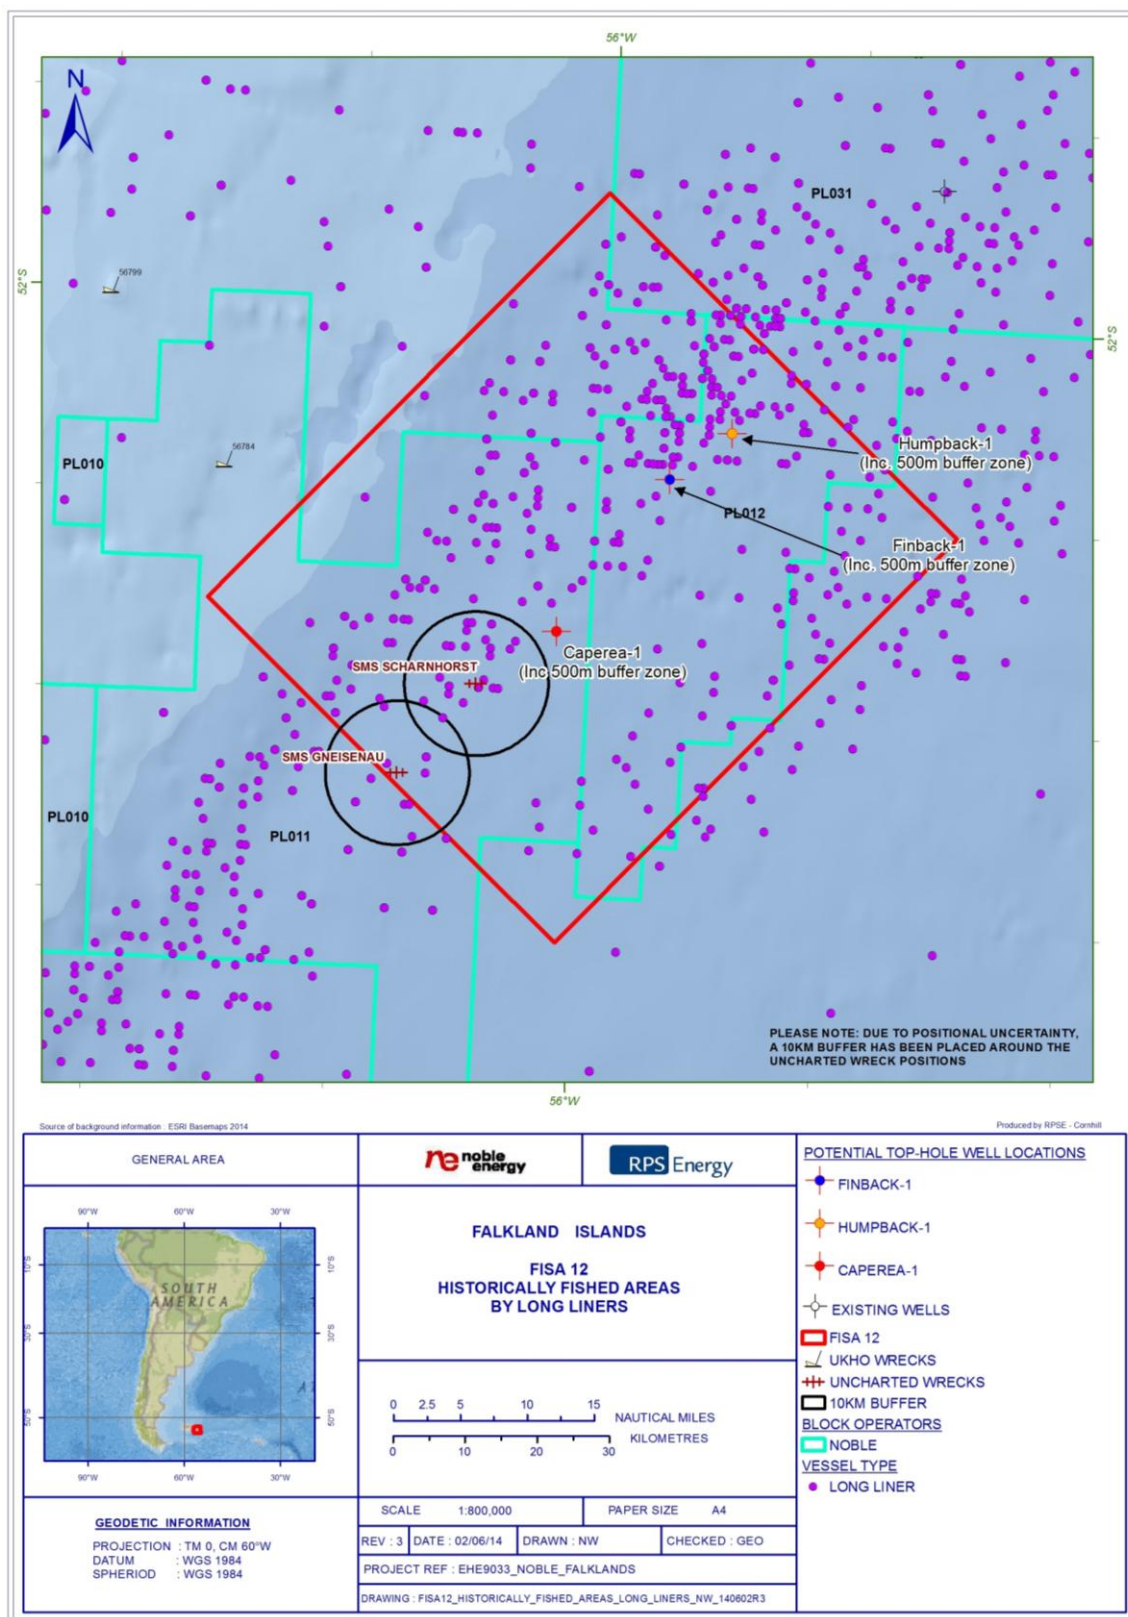 56°W
N
PL031
52°S
56799
52°S
56784
PL010
Humpback-1
(Inc. 500m buffer zone)
PL012
Finback-1
(Inc. 500m buffer zone)
Caperea-1
(Inc 500m buffer zone)
SMS SCHARNHORST
SMS GNEISENAU
PL010
PL011
PLEASE NOTE: DUE TO POSITIONAL UNCERTAINTY,
A 10KM BUFFER HAS BEEN PLACED AROUND THE
UNCHARTED WRECK POSITIONS
56°W
Source of background information : ESRI Basemaps 2014
Produced by RPSE - Cornhill
GENERAL AREA
90°W 60°W 30°W
10°S 10°S
SOUTH
AMERICA
30°S 30°S
A
50°S 50°S
90°W 60°W 30°W
GEODETIC INFORMATION
PROJECTION : TM 0, CM 60°W
DATUM : WGS 1984
SPHERIOD : WGS 1984
ne noble
energy
RPS Energy
FALKLAND ISLANDS
FISA 12
HISTORICALLY FISHED AREAS
BY LONG LINERS
0 2.5 5 10 15
NAUTICAL MILES
KILOMETRES
0 10 20 30
SCALE 1:800,000 PAPER SIZE A4
REV : 3 DATE : 02/06/14 DRAWN : NW CHECKED : GEO
PROJECT REF : EHE9033_NOBLE_FALKLANDS
DRAWING : FISA12_HISTORICALLY_FISHED_AREAS_LONG_LINERS_NW_140602R3
POTENTIAL TOP-HOLE WELL LOCATIONS
FINBACK-1
HUMPBACK-1
CAPEREA-1
EXISTING WELLS
FISA 12
UKHO WRECKS
UNCHARTED WRECKS
10KM BUFFER
BLOCK OPERATORS
NOBLE
VESSEL TYPE
LONG LINER